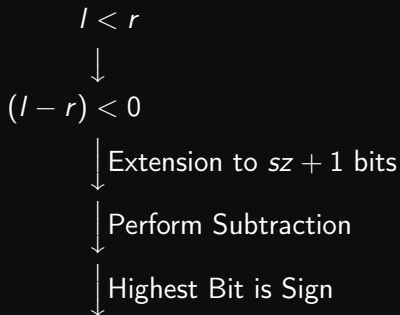 l < r
↓
(l − r) < 0
↓ Extension to sz + 1 bits
↓ Perform Subtraction
↓ Highest Bit is Sign